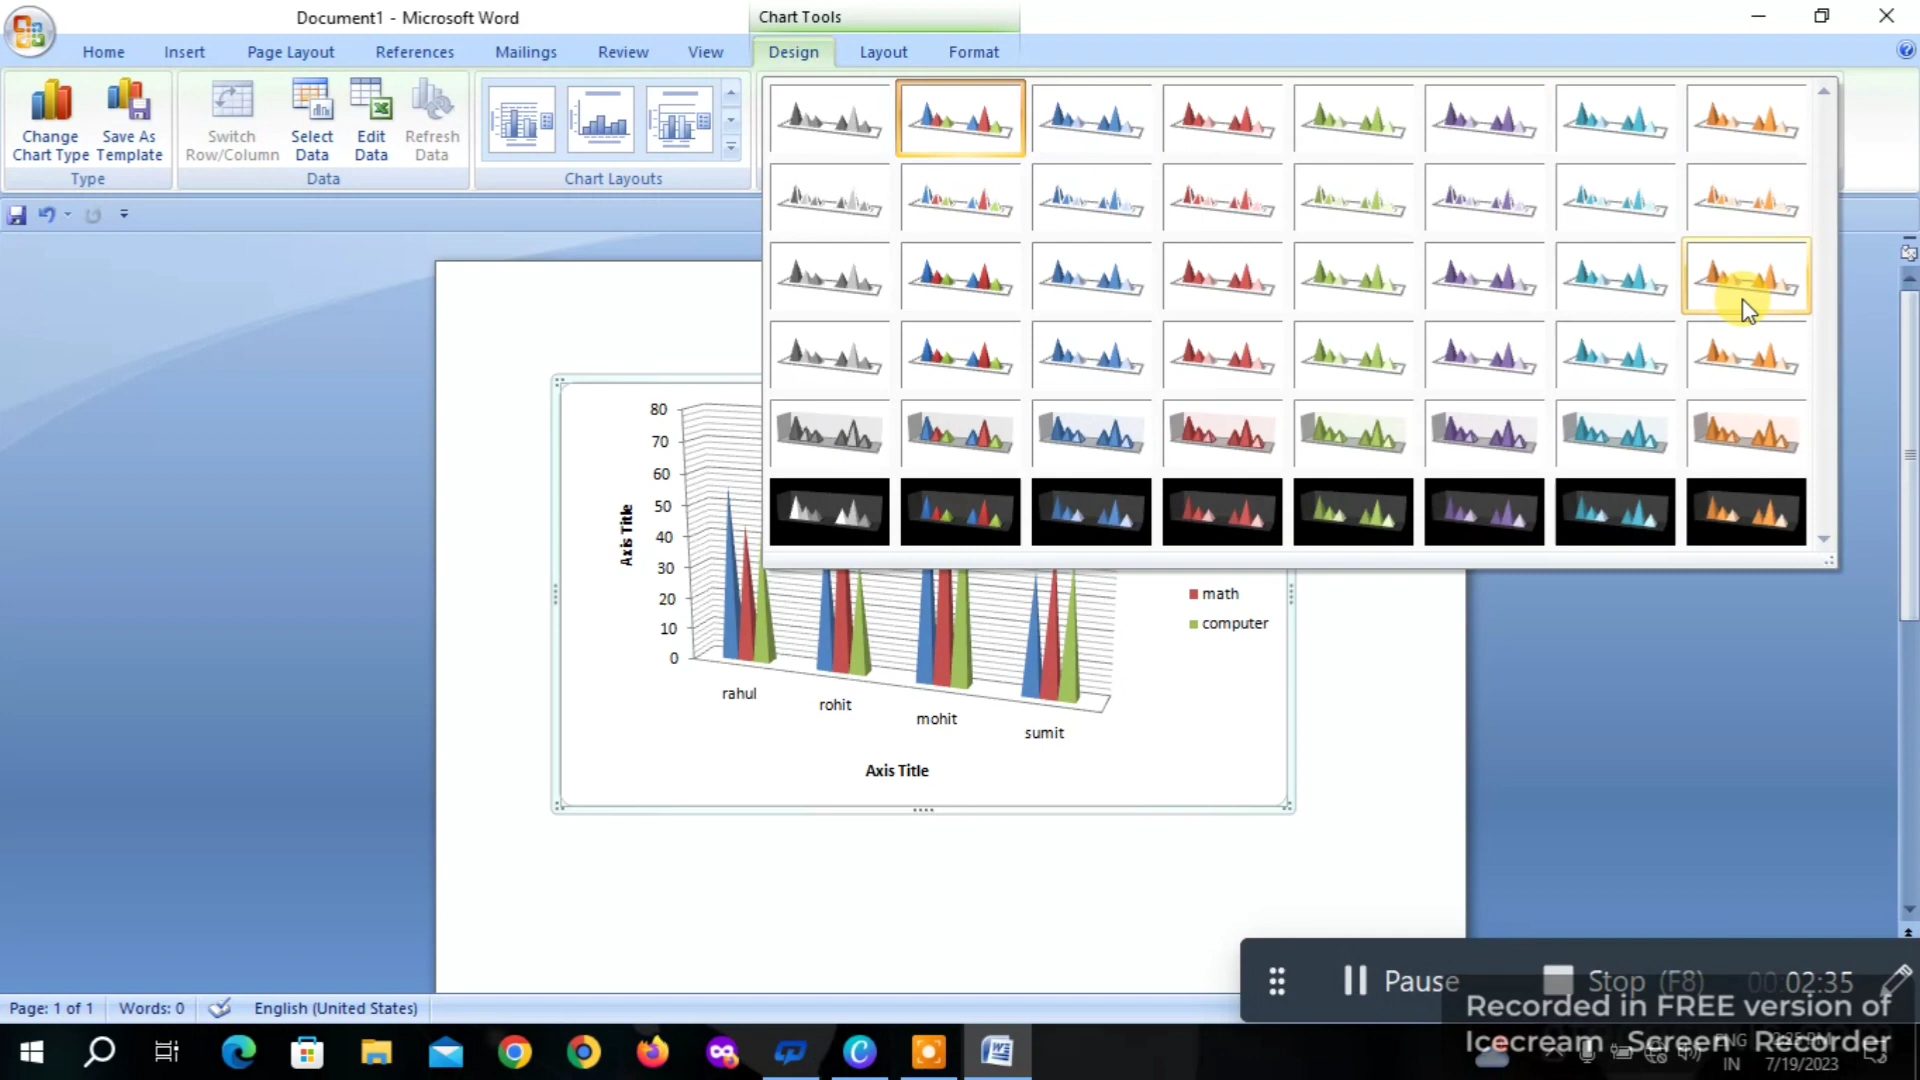 Document1 - Microsoft Word
Chart Tools
Home
Insert
Page Layout
References
Mailings
Review
View
Design
Layout
Format
Change
Chart Type
Save As
Template
Switch
Row/Column
Select
Data
Edit
Data
Refresh
Data
Type
Data
Chart Layouts
80
70
60
50
40
30
20
10
0
Axis Title
rahul
rohit
mohit
sumit
Axis Title
math
computer
Pause
Stop (F8)
00:02:35
Recorded in FREE version of
Icecream Screen Recorder
Page: 1 of 1
Words: 0
English (United States)
ENG
IN
7/19/2023